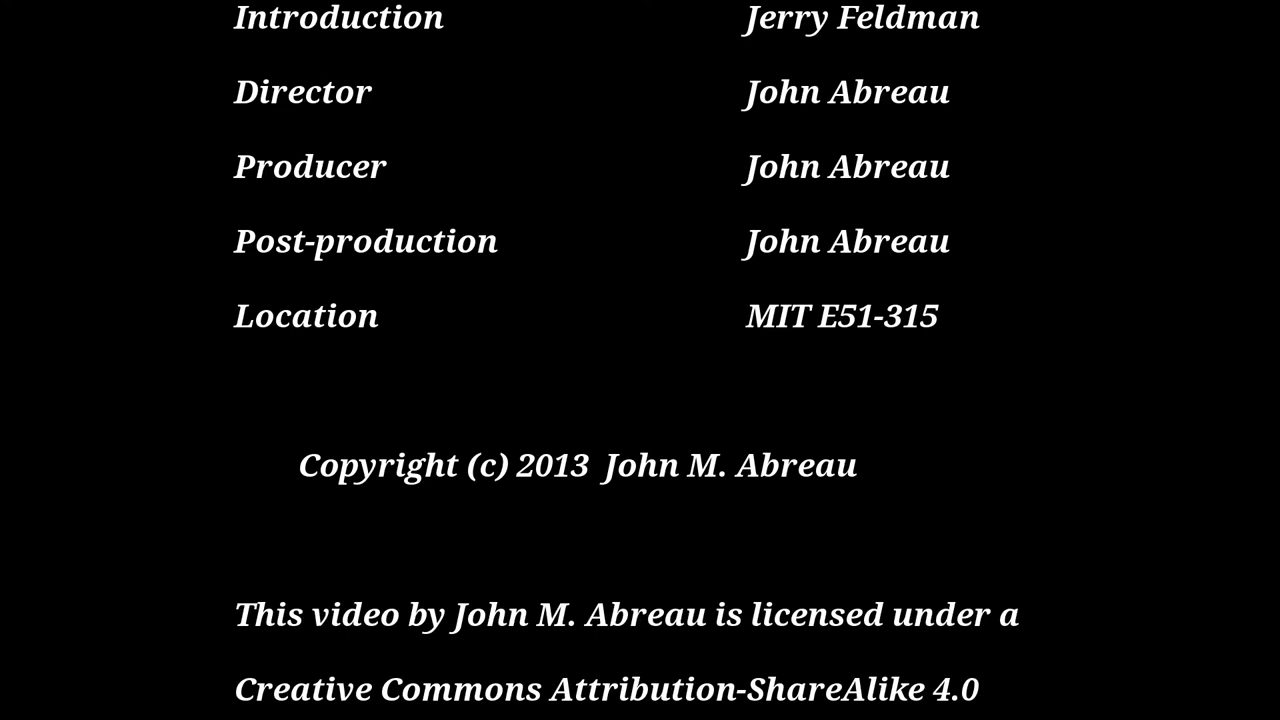 Introduction Jerry Feldman
Director John Abreau
Producer John Abreau
Post-production John Abreau
Location MIT E51-315
Copyright (c) 2013 John M. Abreau
This video by John M. Abreau is licensed under a
Creative Commons Attribution-ShareAlike 4.0